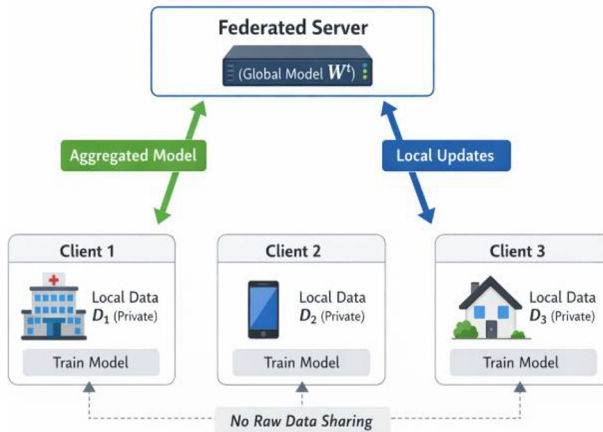 Federated Server
(Global Model Wᵗ)
Aggregated Model
Local Updates
Client 1
Local Data
D₁ (Private)
Train Model
Client 2
Local Data
D₂ (Private)
Train Model
Client 3
Local Data
D₃ (Private)
Train Model
No Raw Data Sharing